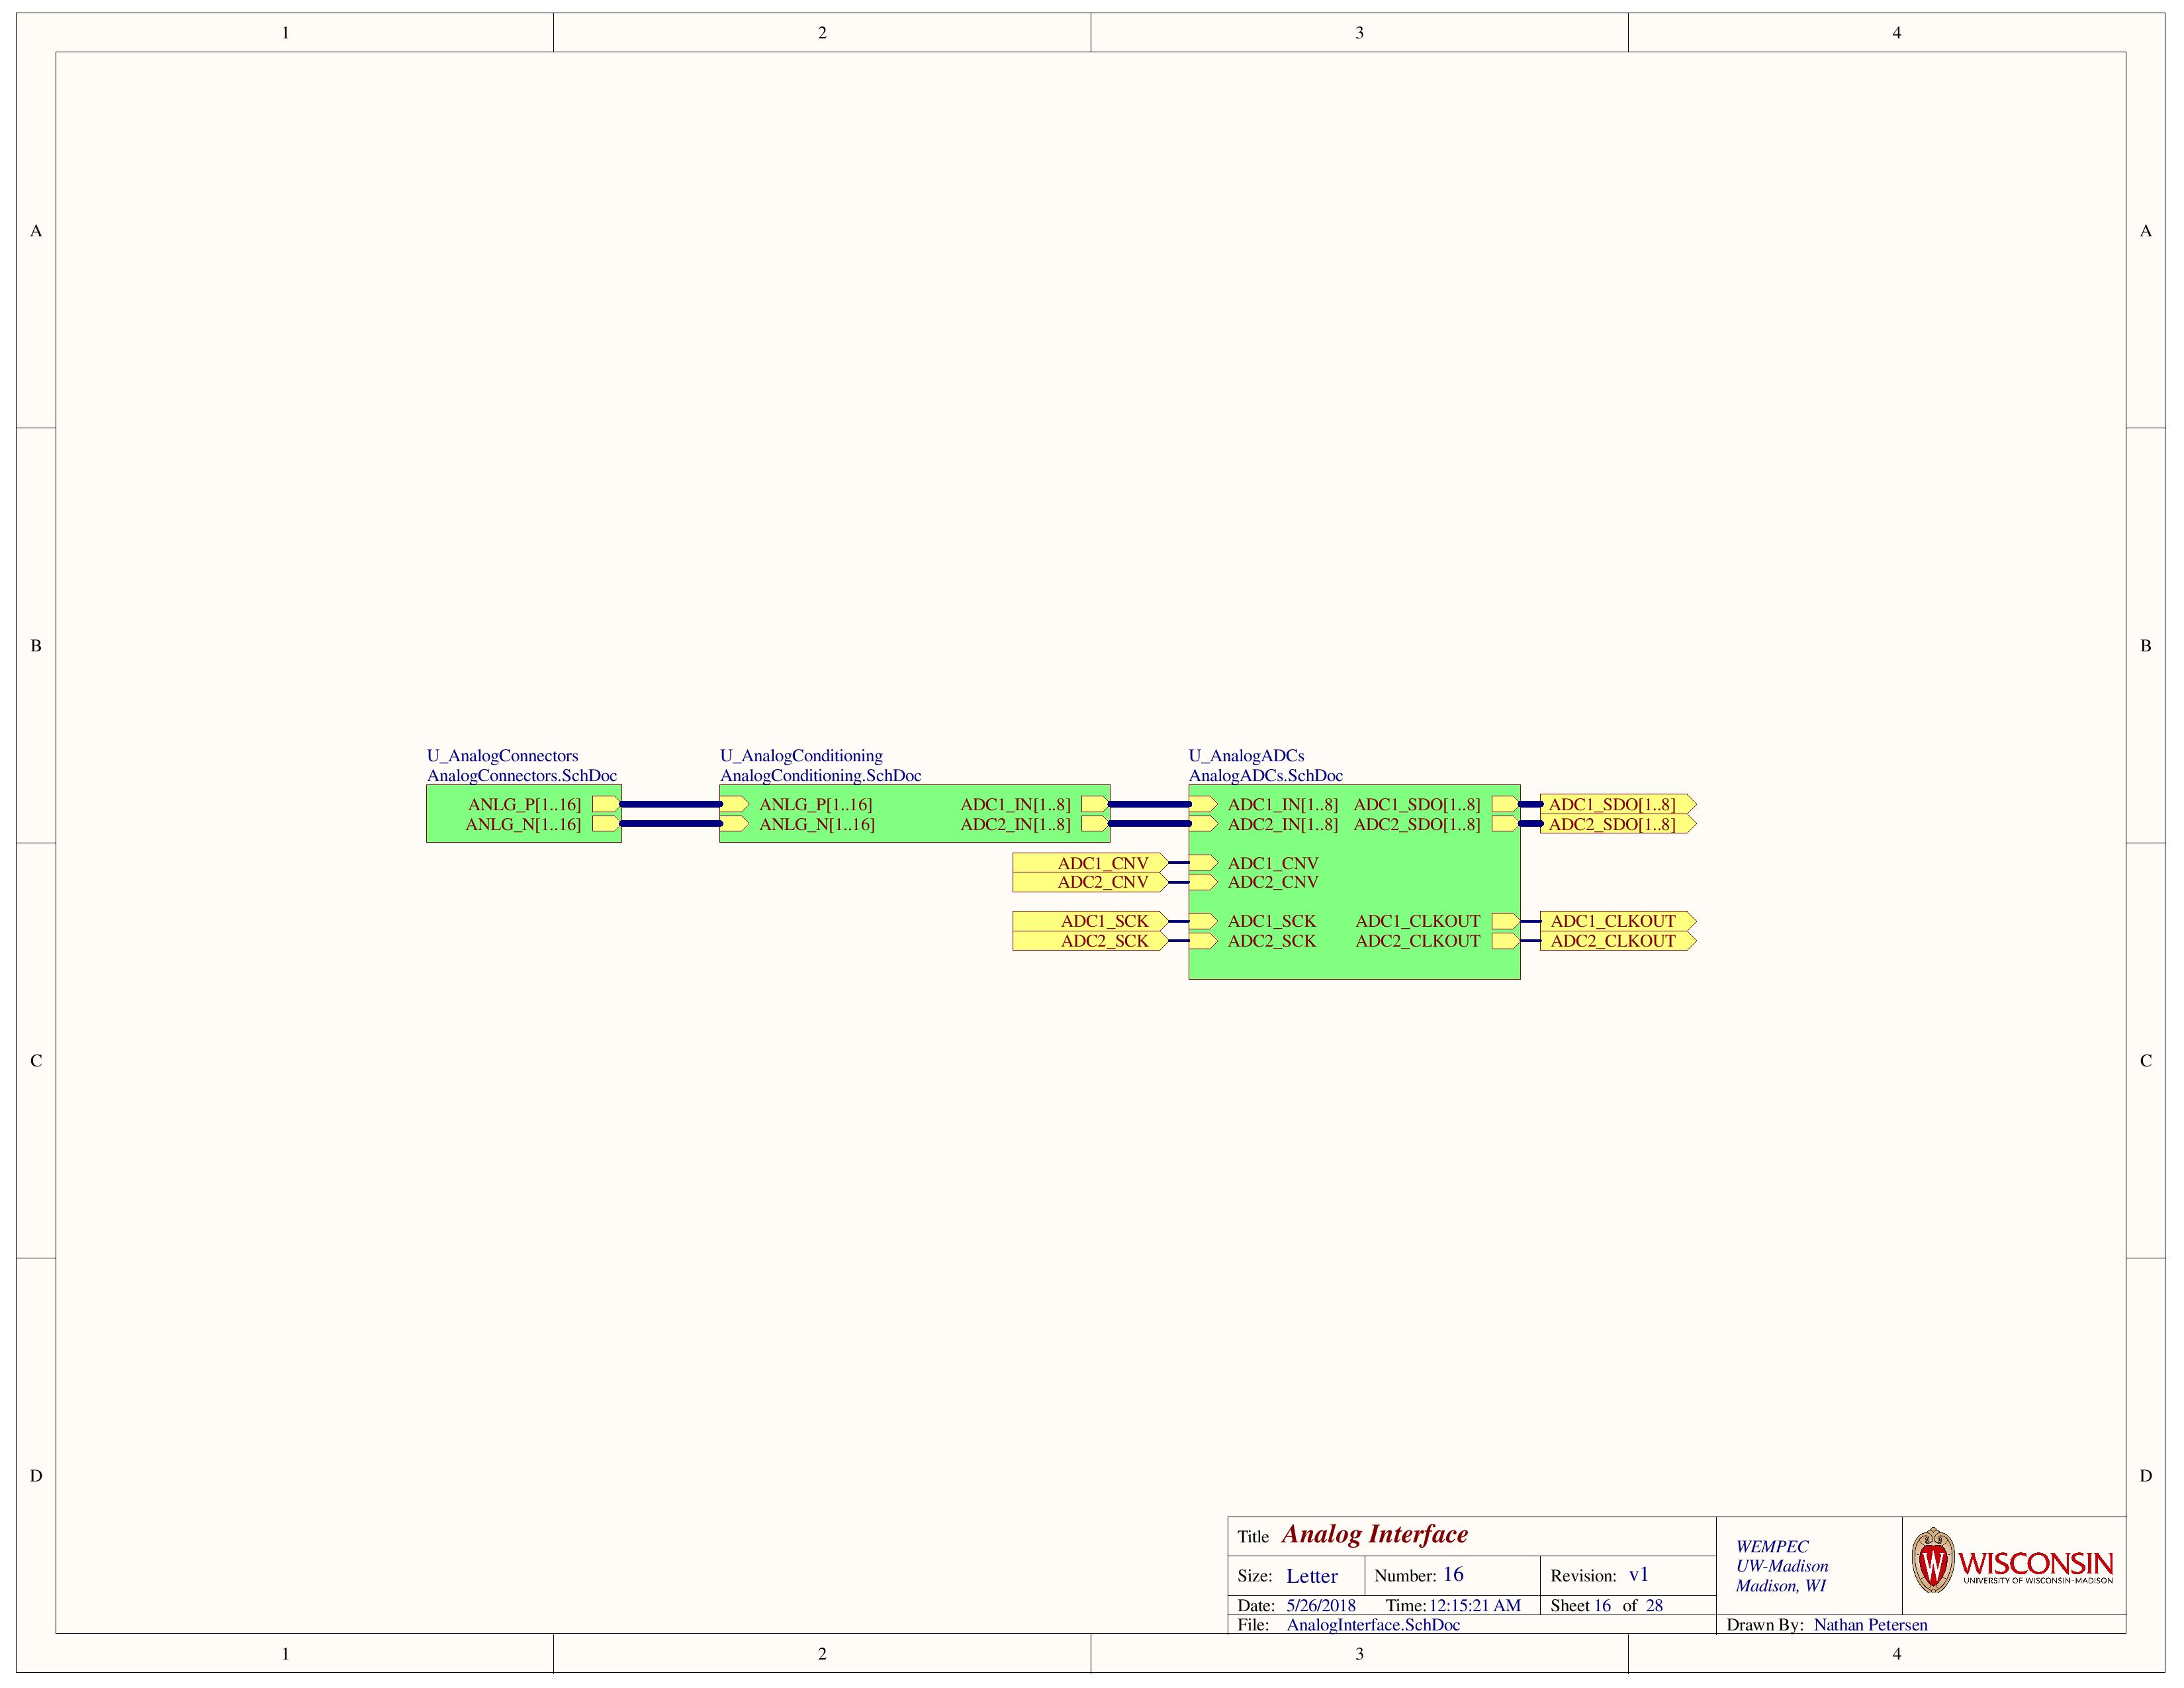 1 2 3 4
A A
B B
U_AnalogConnectors U_AnalogConditioning U_AnalogADCs
AnalogConnectors.SchDoc AnalogConditioning.SchDoc AnalogADCs.SchDoc
ANLG_P[1..16] ANLG_P[1..16] ADC1_IN[1..8] ADC1_IN[1..8] ADC1_SDO[1..8] ADC1_SDO[1..8]
ANLG_N[1..16] ANLG_N[1..16] ADC2_IN[1..8] ADC2_IN[1..8] ADC2_SDO[1..8] ADC2_SDO[1..8]
ADC1_CNV ADC1_CNV
ADC2_CNV ADC2_CNV
ADC1_SCK ADC1_SCK ADC1_CLKOUT ADC1_CLKOUT
ADC2_SCK ADC2_SCK ADC2_CLKOUT ADC2_CLKOUT
C C
D D
Title Analog Interface
Size: Letter Number: 16 Revision: v1
Date: 5/26/2018 Time: 12:15:21 AM Sheet 16 of 28
File: AnalogInterface.SchDoc
WEMPEC
UW-Madison
Madison, WI
W WISCONSIN
UNIVERSITY OF WISCONSIN-MADISON
Drawn By: Nathan Petersen
1 2 3 4